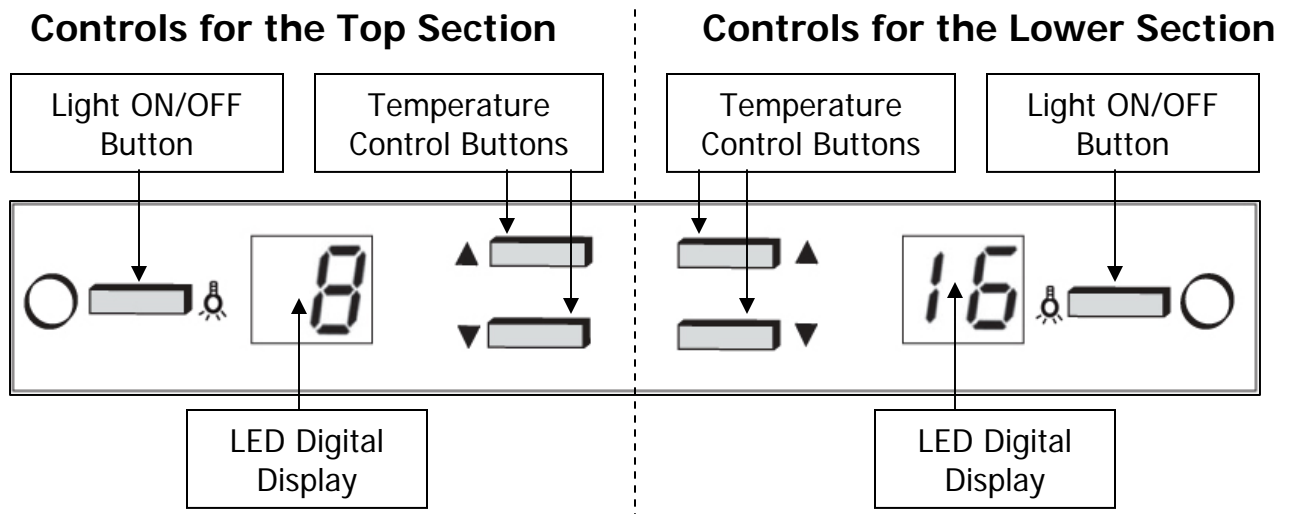 Controls for the Top Section
Controls for the Lower Section
Light ON/OFF
Button
Temperature
Control Buttons
Temperature
Control Buttons
Light ON/OFF
Button
8
16
LED Digital
Display
LED Digital
Display